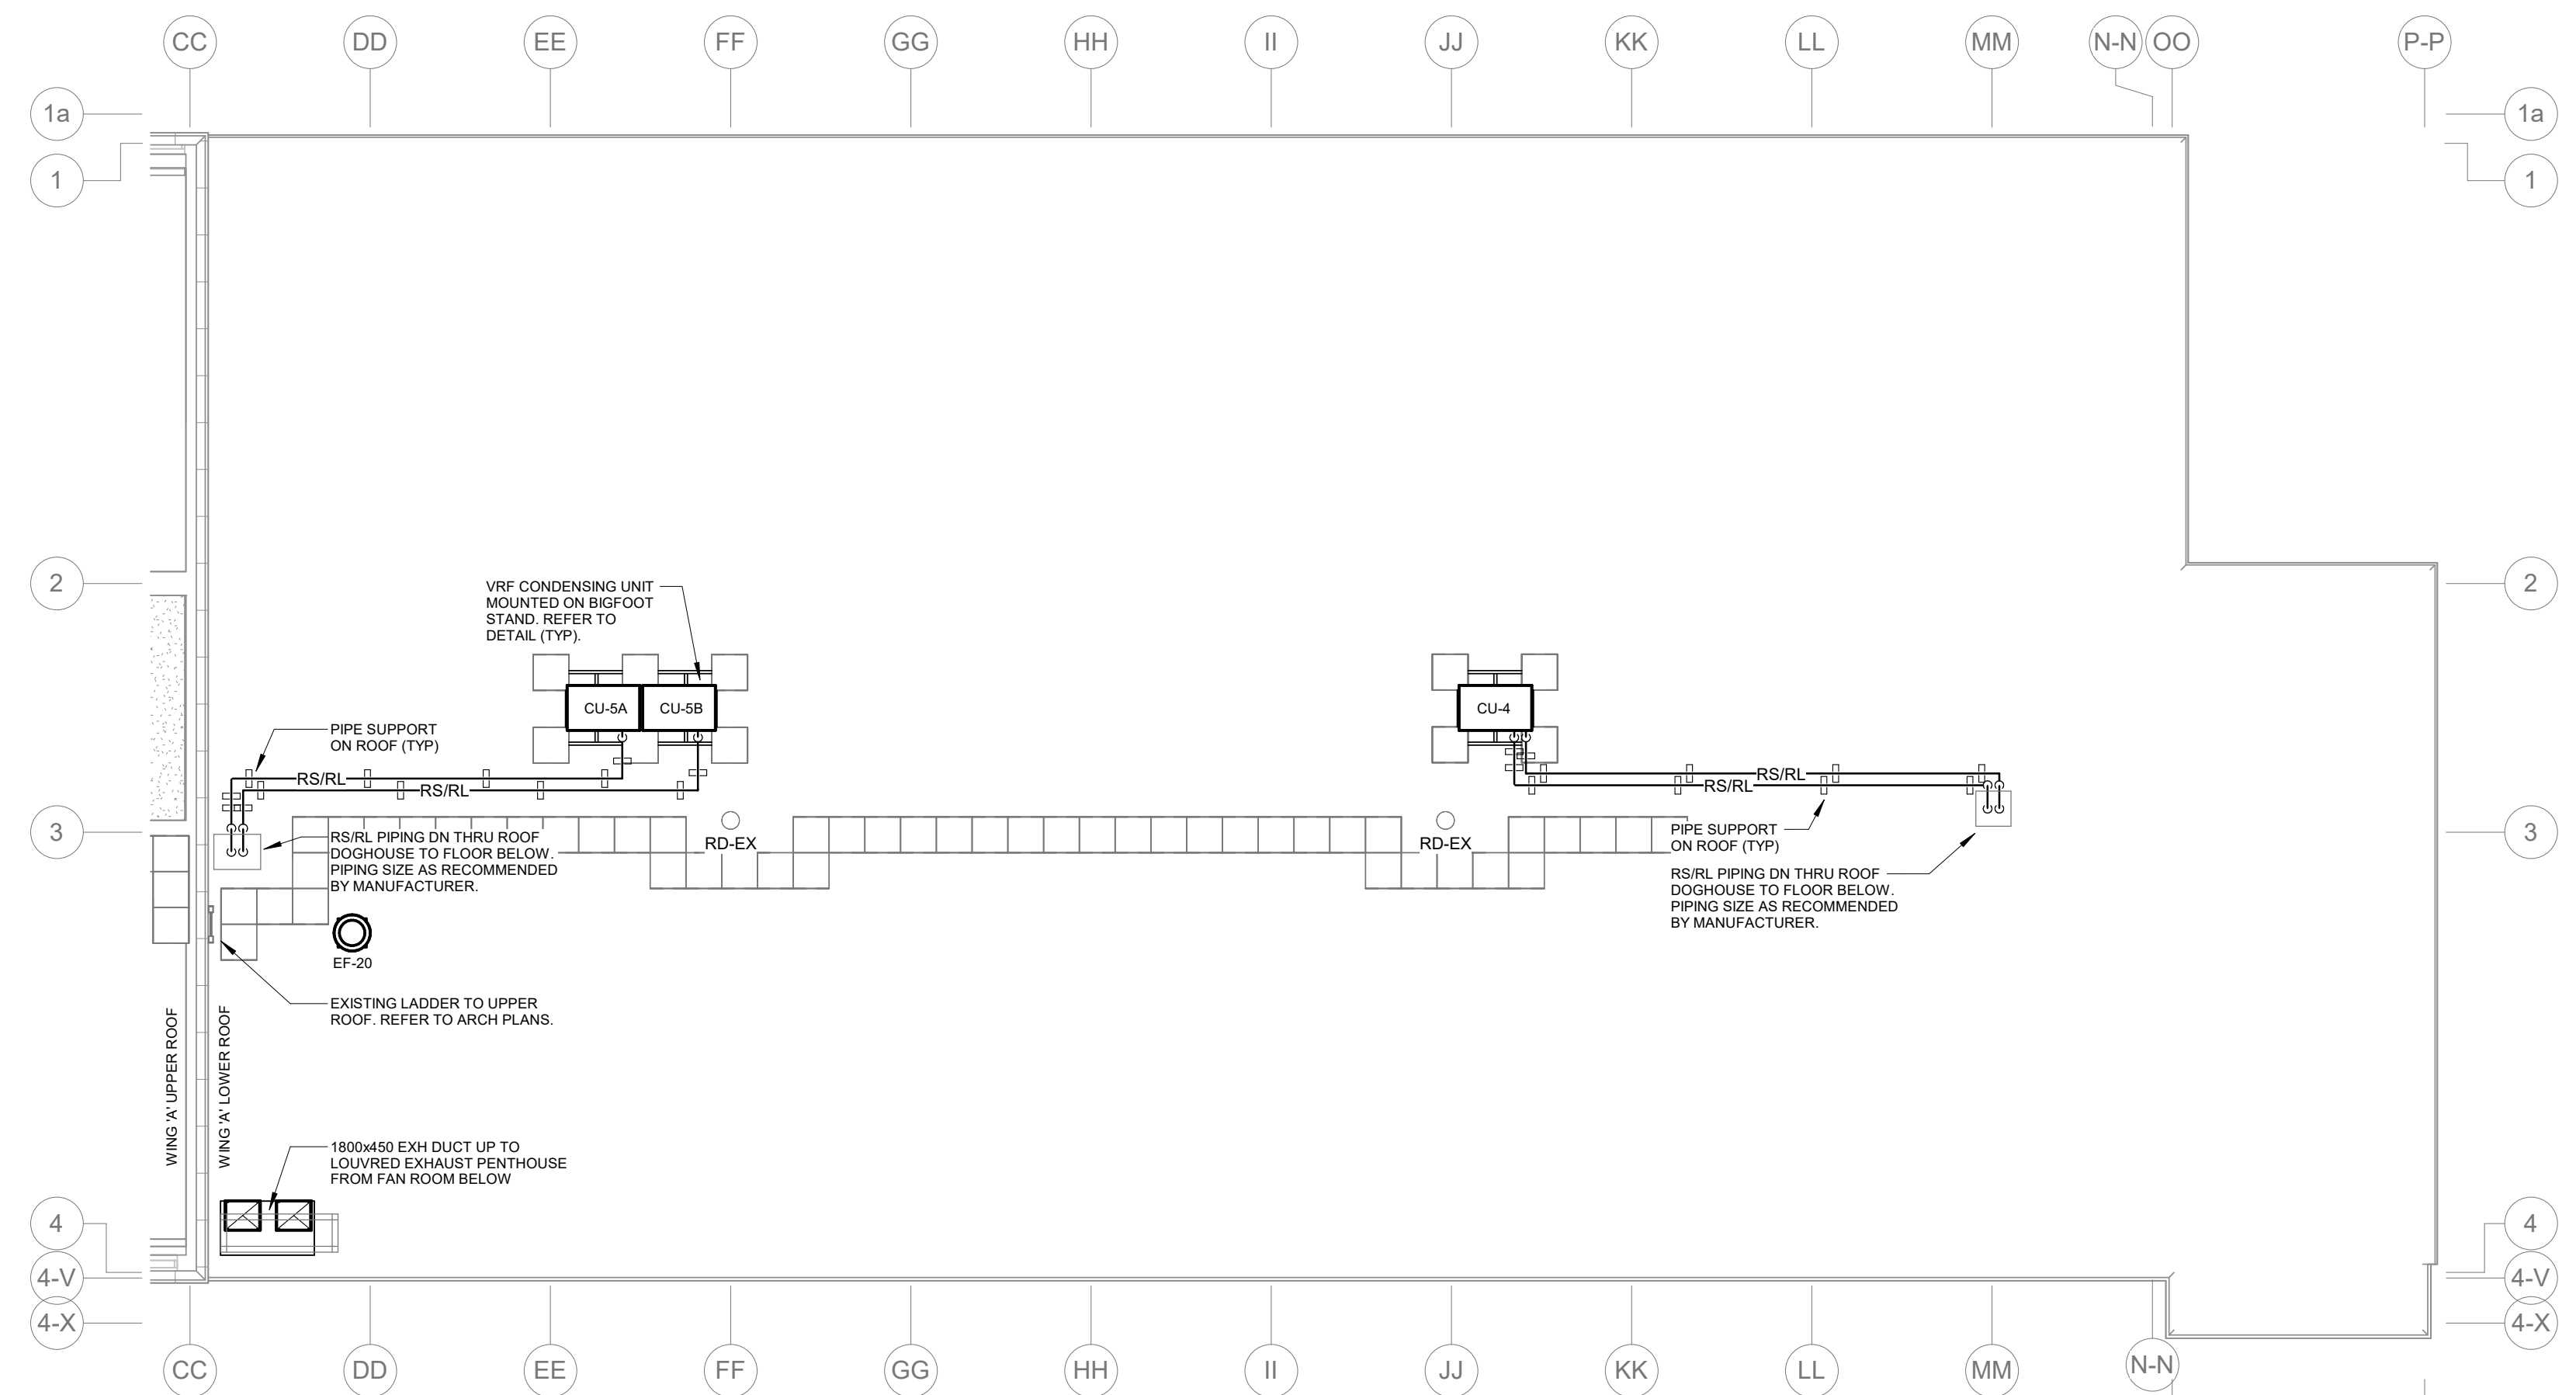 CC DD EE FF GG HH II JJ KK LL MM N-N OO P-P
1a 1a
1 1
2 2
VRF CONDENSING UNIT
MOUNTED ON BIGFOOT
STAND. REFER TO
DETAIL (TYP).
CU-5A CU-5B CU-4
PIPE SUPPORT
ON ROOF (TYP)
RS/RL
RS/RL
RS/RL
RS/RL
3 3
RS/RL PIPING DN THRU ROOF
DOGHOUSE TO FLOOR BELOW.
PIPING SIZE AS RECOMMENDED
BY MANUFACTURER.
RD-EX RD-EX
PIPE SUPPORT
ON ROOF (TYP)
RS/RL PIPING DN THRU ROOF
DOGHOUSE TO FLOOR BELOW.
PIPING SIZE AS RECOMMENDED
BY MANUFACTURER.
EF-20
EXISTING LADDER TO UPPER
ROOF. REFER TO ARCH PLANS.
WING 'A' UPPER ROOF
WING 'A' LOWER ROOF
1800x450 EXH DUCT UP TO
LOUVRED EXHAUST PENTHOUSE
FROM FAN ROOM BELOW
4 4
4-V 4-V
4-X 4-X
CC DD EE FF GG HH II JJ KK LL MM N-N